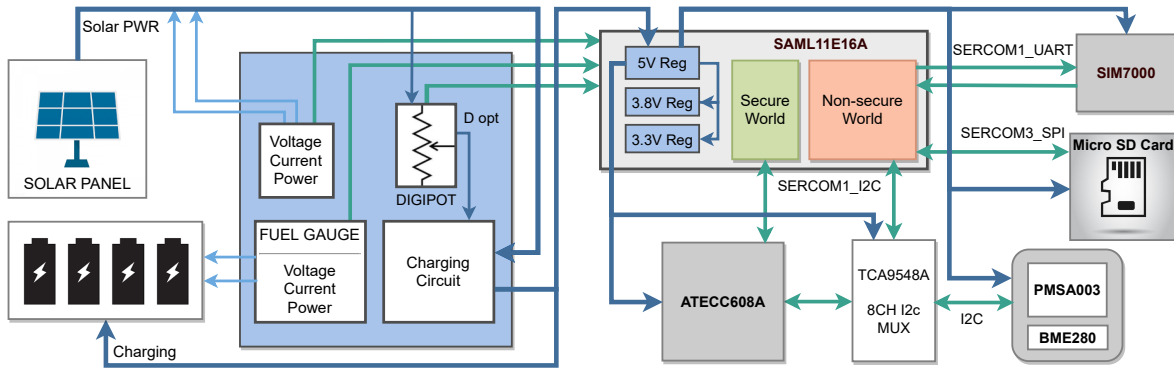 Solar PWR
SOLAR PANEL
Voltage
Current
Power
D opt
DIGIPOT
FUEL GAUGE
Voltage
Current
Power
Charging
Circuit
Charging
SAML11E16A
5V Reg
3.8V Reg
3.3V Reg
Secure
World
Non-secure
World
SERCOM1_UART
SIM7000
SERCOM3_SPI
Micro SD Card
SERCOM1_I2C
ATECC608A
TCA9548A
8CH I2c
MUX
I2C
PMSA003
BME280